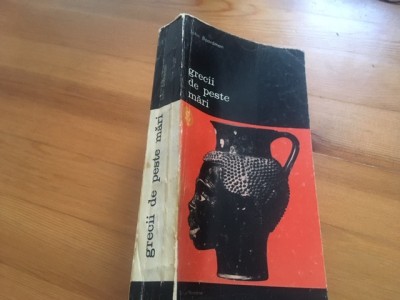 grecii
de peste
mări
grecii de peste mări